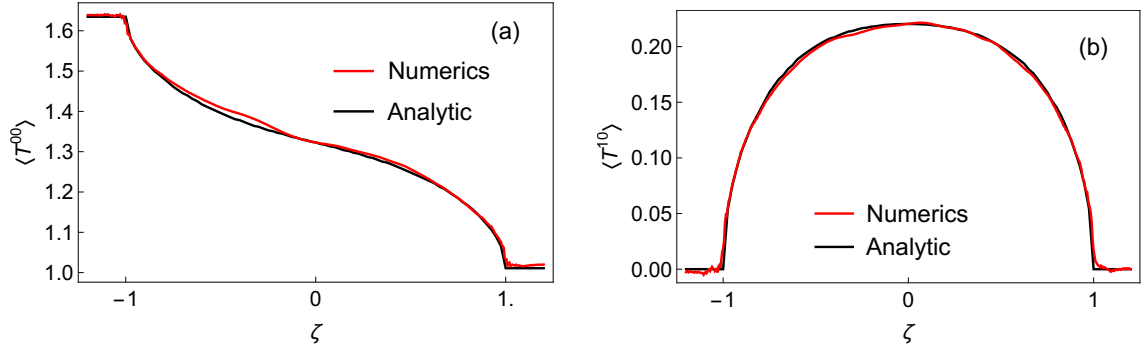 (a)
Numerics
Analytic
⟨T⁰⁰⟩
1.6
1.5
1.4
1.3
1.2
1.1
1.0
−1
0
1.
ζ
(b)
Numerics
Analytic
⟨T¹⁰⟩
0.20
0.15
0.10
0.05
0.00
−1
0
1
ζ